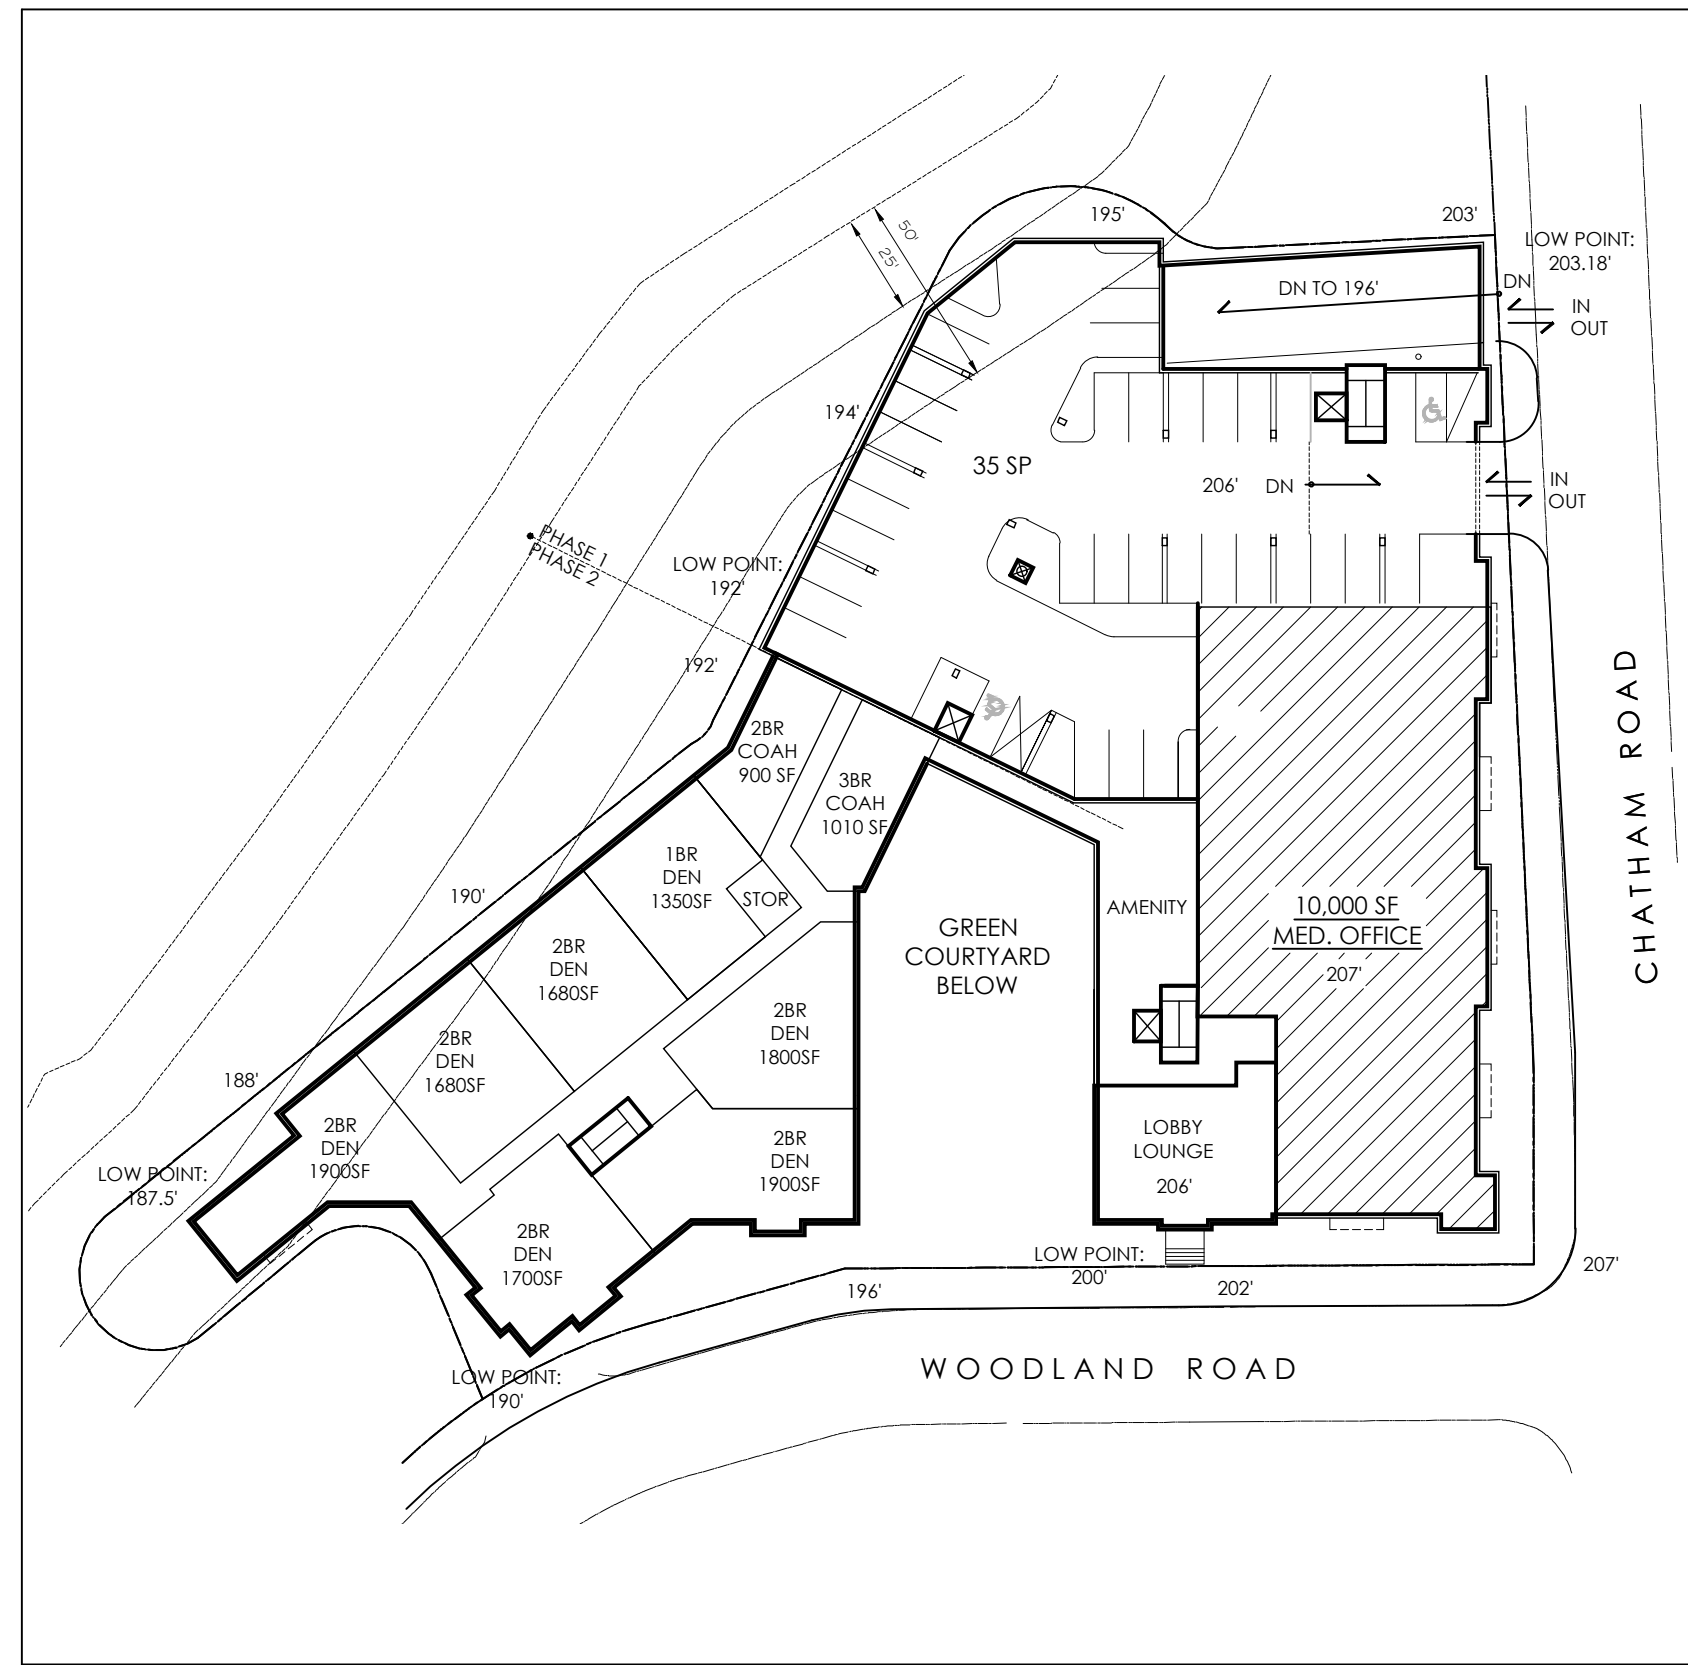 195'
203'
LOW POINT:
203.18'
50'
25'
DN TO 196'
DN
IN
OUT
194'
35 SP
206' DN
IN
OUT
PHASE 1
PHASE 2
LOW POINT:
192'
192'
2BR
COAH
900 SF
3BR
COAH
1010 SF
1BR
DEN
1350SF
STOR
190'
2BR
DEN
1680SF
GREEN
COURTYARD
BELOW
AMENITY
10,000 SF
MED. OFFICE
207'
CHATHAM ROAD
2BR
DEN
1680SF
2BR
DEN
1800SF
188'
2BR
DEN
1900SF
2BR
DEN
1900SF
LOBBY
LOUNGE
206'
LOW POINT:
187.5'
2BR
DEN
1700SF
LOW POINT:
200'
196'
202'
207'
WOODLAND ROAD
LOW POINT:
190'